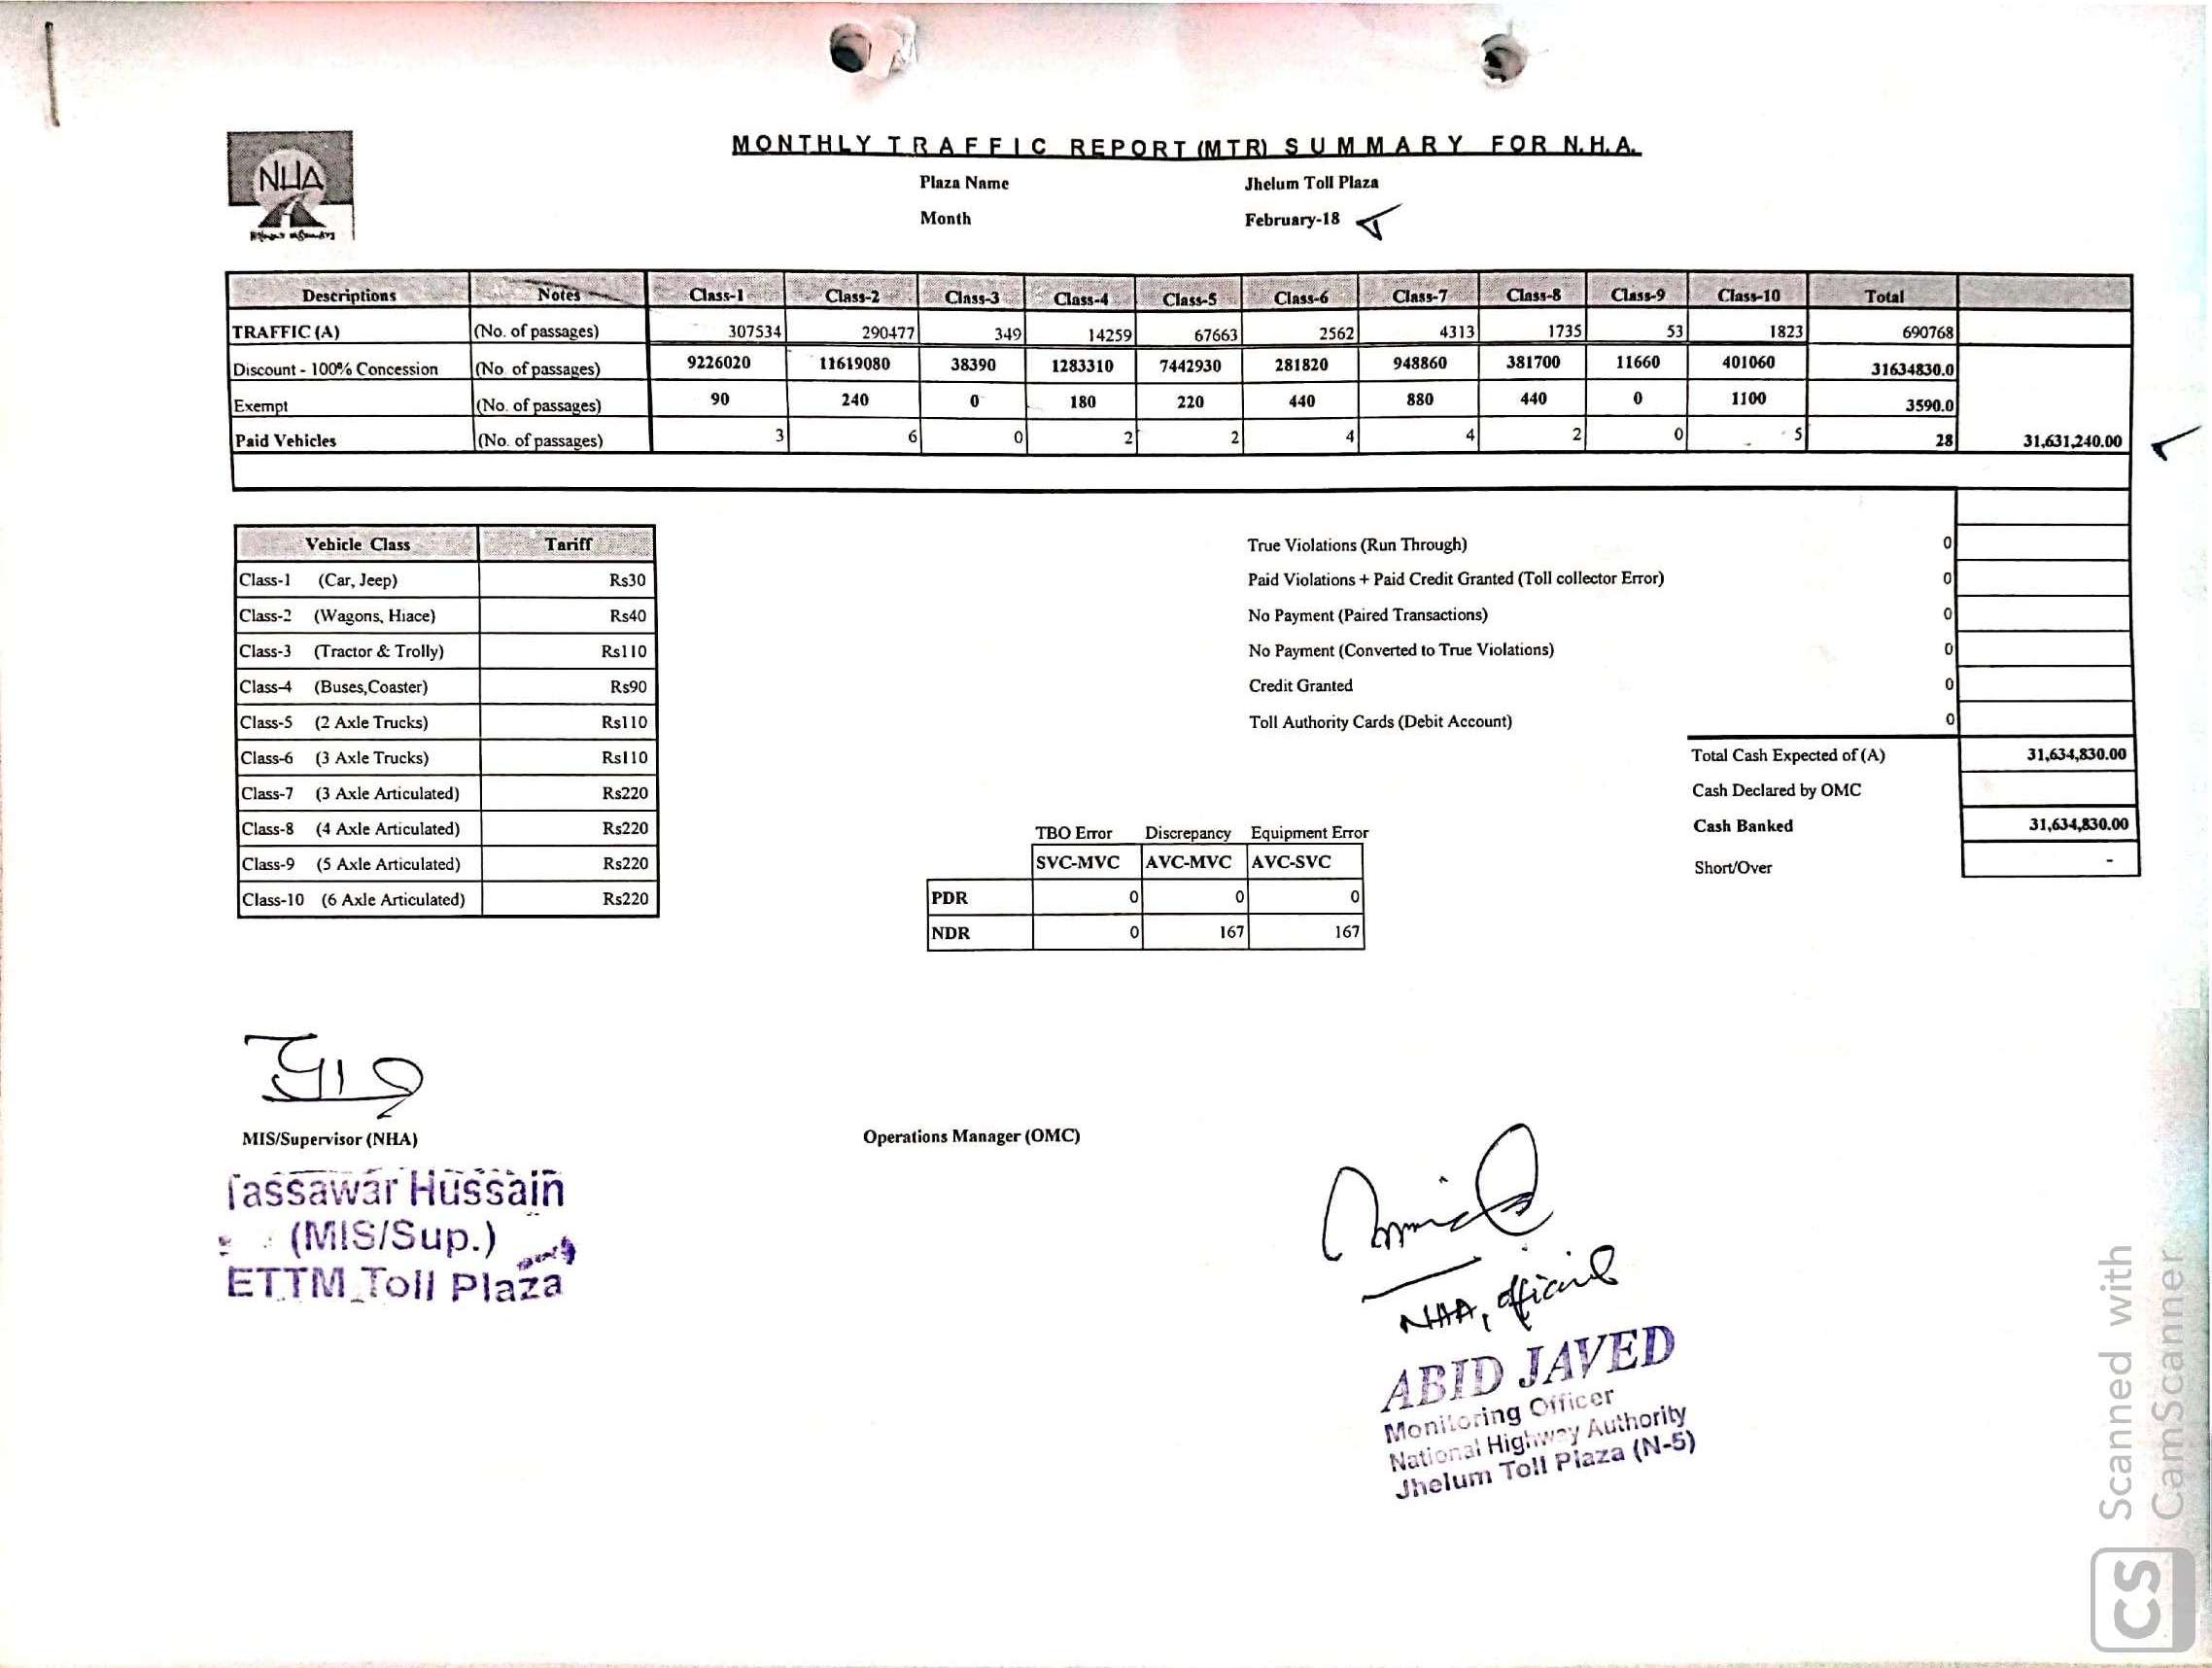 NHA
MONTHLY TRAFFIC REPORT (MTR) SUMMARY FOR N.H.A.
Plaza Name Jhelum Toll Plaza
Month February-18
Descriptions Notes Class-1 Class-2 Class-3 Class-4 Class-5 Class-6 Class-7 Class-8 Class-9 Class-10 Total
TRAFFIC (A) (No. of passages) 307534 290477 349 14259 67663 2562 4313 1735 53 1823 690768
Discount - 100% Concession (No. of passages) 9226020 11619080 38390 1283310 7442930 281820 948860 381700 11660 401060 31634830.0
Exempt (No. of passages) 90 240 0 180 220 440 880 440 0 1100 3590.0
Paid Vehicles (No. of passages) 3 6 0 2 2 4 4 2 0 5 28 31,631,240.00
Vehicle Class Tariff
Class-1 (Car, Jeep) Rs30
Class-2 (Wagons, Hiace) Rs40
Class-3 (Tractor & Trolly) Rs110
Class-4 (Buses,Coaster) Rs90
Class-5 (2 Axle Trucks) Rs110
Class-6 (3 Axle Trucks) Rs110
Class-7 (3 Axle Articulated) Rs220
Class-8 (4 Axle Articulated) Rs220
Class-9 (5 Axle Articulated) Rs220
Class-10 (6 Axle Articulated) Rs220
True Violations (Run Through) 0
Paid Violations + Paid Credit Granted (Toll collector Error) 0
No Payment (Paired Transactions) 0
No Payment (Converted to True Violations) 0
Credit Granted 0
Toll Authority Cards (Debit Account) 0
Total Cash Expected of (A) 31,634,830.00
Cash Declared by OMC
Cash Banked 31,634,830.00
Short/Over -
TBO Error Discrepancy Equipment Error
SVC-MVC AVC-MVC AVC-SVC
PDR 0 0 0
NDR 0 167 167
MIS/Supervisor (NHA)
Operations Manager (OMC)
Tassawar Hussain
(MIS/Sup.)
ETTM Toll Plaza
NHA, official
ABID JAVED
Monitoring Officer
National Highway Authority
Jhelum Toll Plaza (N-5)
CS Scanned with
CamScanner